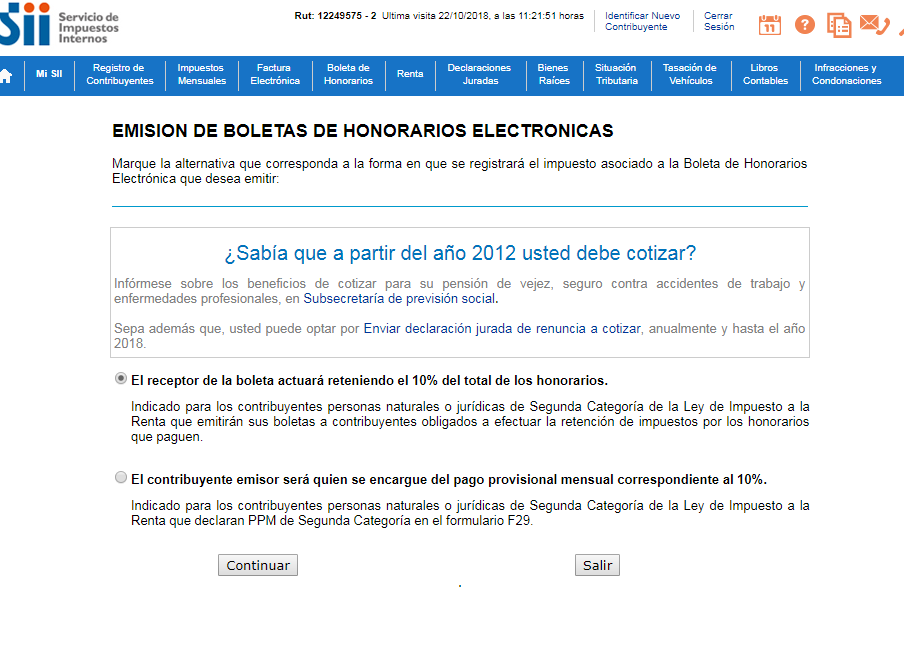 Sii Servicio de
Impuestos
Internos
Rut: 12249575 - 2 Ultima visita 22/10/2018, a las 11:21:51 horas
Identificar Nuevo
Contribuyente
Cerrar
Sesión
11
?
Mi SII
Registro de
Contribuyentes
Impuestos
Mensuales
Factura
Electrónica
Boleta de
Honorarios
Renta
Declaraciones
Juradas
Bienes
Raíces
Situación
Tributaria
Tasación de
Vehículos
Libros
Contables
Infracciones y
Condonaciones
EMISION DE BOLETAS DE HONORARIOS ELECTRONICAS
Marque la alternativa que corresponda a la forma en que se registrará el impuesto asociado a la Boleta de Honorarios
Electrónica que desea emitir:
¿Sabía que a partir del año 2012 usted debe cotizar?
Infórmese sobre los beneficios de cotizar para su pensión de vejez, seguro contra accidentes de trabajo y
enfermedades profesionales, en Subsecretaría de previsión social.
Sepa además que, usted puede optar por Enviar declaración jurada de renuncia a cotizar, anualmente y hasta el año
2018.
El receptor de la boleta actuará reteniendo el 10% del total de los honorarios.
Indicado para los contribuyentes personas naturales o jurídicas de Segunda Categoría de la Ley de Impuesto a la
Renta que emitirán sus boletas a contribuyentes obligados a efectuar la retención de impuestos por los honorarios
que paguen.
El contribuyente emisor será quien se encargue del pago provisional mensual correspondiente al 10%.
Indicado para los contribuyentes personas naturales o jurídicas de Segunda Categoría de la Ley de Impuesto a la
Renta que declaran PPM de Segunda Categoría en el formulario F29.
Continuar
Salir